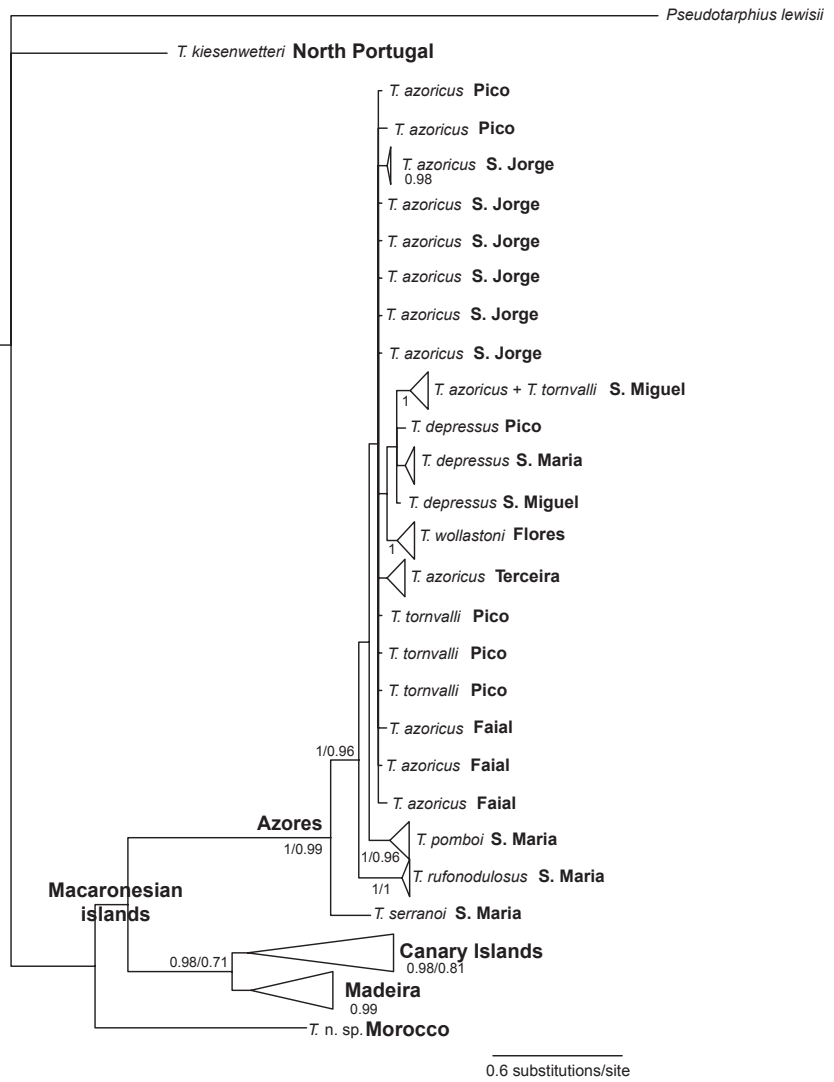 Pseudotarphius lewisii
T. kiesenwetteri North Portugal
T. azoricus Pico
T. azoricus Pico
T. azoricus S. Jorge
0.98
T. azoricus S. Jorge
T. azoricus S. Jorge
T. azoricus S. Jorge
T. azoricus S. Jorge
T. azoricus S. Jorge
T. azoricus + T. tornvalli S. Miguel
1
T. depressus Pico
T. depressus S. Maria
T. depressus S. Miguel
T. wollastoni Flores
1
T. azoricus Terceira
T. tornvalli Pico
T. tornvalli Pico
T. tornvalli Pico
T. azoricus Faial
1/0.96
T. azoricus Faial
T. azoricus Faial
Azores
1/0.99
T. pomboi S. Maria
1/0.96
T. rufonodulosus S. Maria
1/1
Macaronesian
islands
T. serranoi S. Maria
Canary Islands
0.98/0.71
0.98/0.81
Madeira
0.99
T. n. sp. Morocco
0.6 substitutions/site